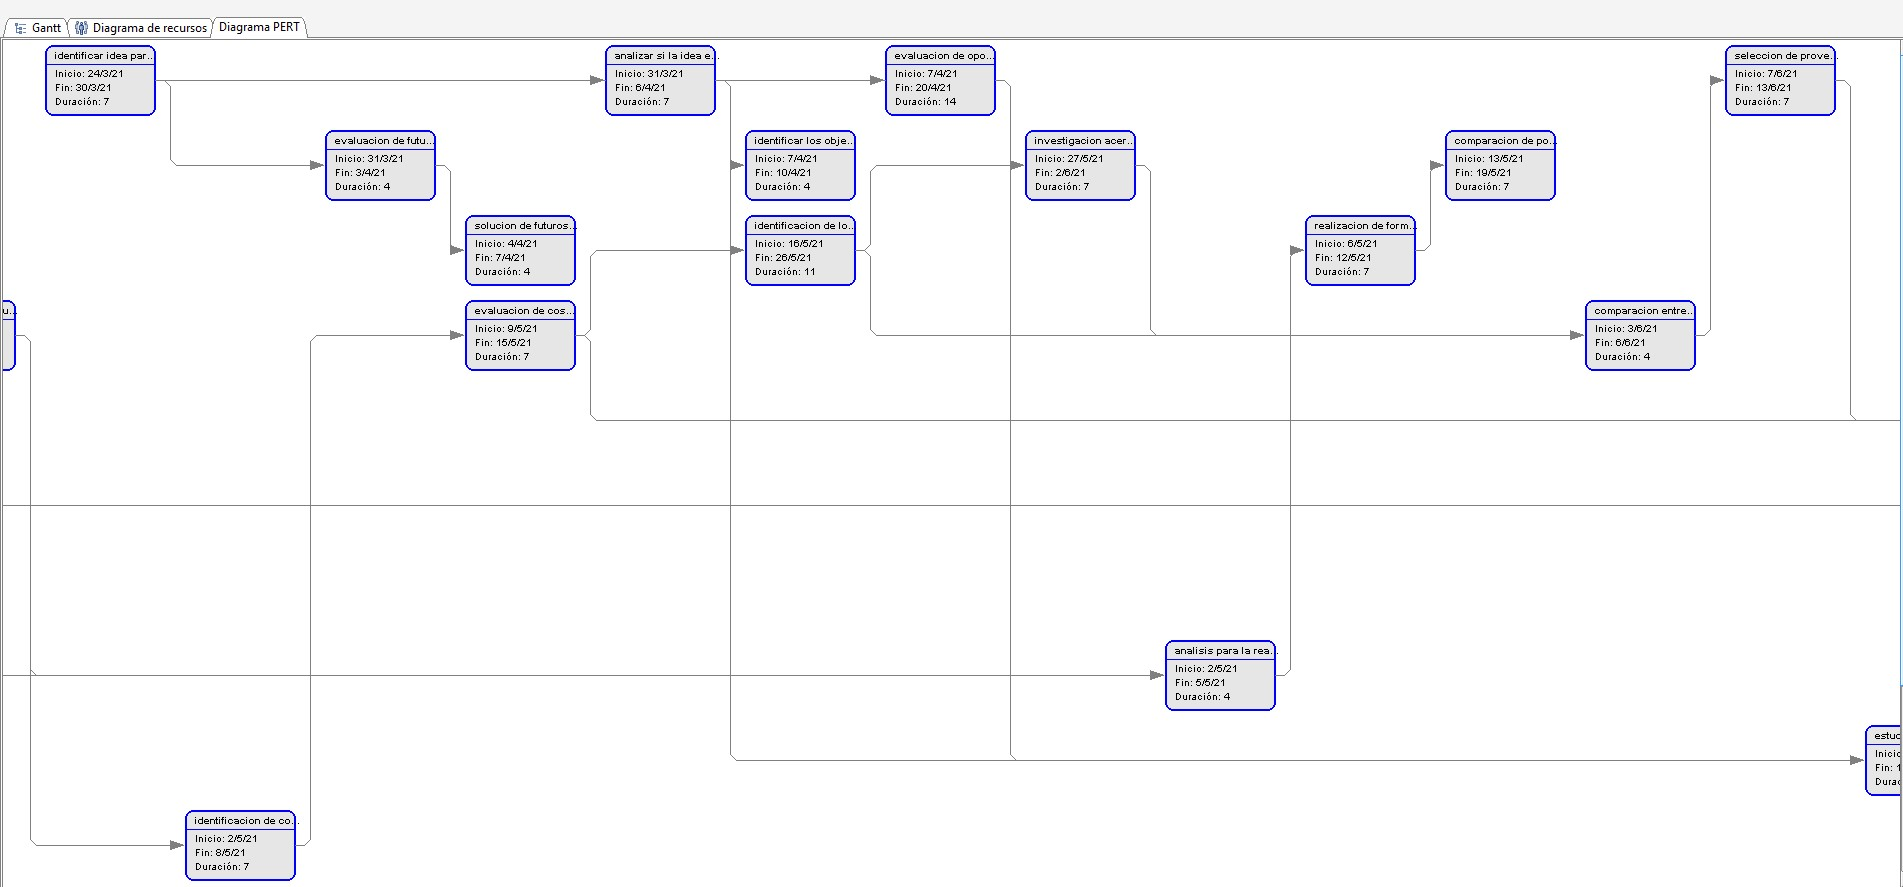 Gantt
Diagrama de recursos
Diagrama PERT
identificar idea par...
Inicio: 24/3/21
Fin: 30/3/21
Duración: 7
analizar si la idea e...
Inicio: 31/3/21
Fin: 6/4/21
Duración: 7
evaluacion de opo...
Inicio: 7/4/21
Fin: 20/4/21
Duración: 14
seleccion de prove...
Inicio: 7/6/21
Fin: 13/6/21
Duración: 7
evaluacion de futu...
Inicio: 31/3/21
Fin: 3/4/21
Duración: 4
identificar los obje...
Inicio: 7/4/21
Fin: 10/4/21
Duración: 4
investigacion acer...
Inicio: 27/5/21
Fin: 2/6/21
Duración: 7
comparacion de po...
Inicio: 13/5/21
Fin: 19/5/21
Duración: 7
solucion de futuros...
Inicio: 4/4/21
Fin: 7/4/21
Duración: 4
identificacion de lo...
Inicio: 16/5/21
Fin: 26/5/21
Duración: 11
realizacion de form...
Inicio: 6/5/21
Fin: 12/5/21
Duración: 7
u...
evaluacion de cos...
Inicio: 9/5/21
Fin: 15/5/21
Duración: 7
comparacion entre...
Inicio: 3/6/21
Fin: 6/6/21
Duración: 4
analisis para la rea...
Inicio: 2/5/21
Fin: 5/5/21
Duración: 4
estuc
Inicic
Fin: 1
Durac
identificacion de co...
Inicio: 2/5/21
Fin: 8/5/21
Duración: 7